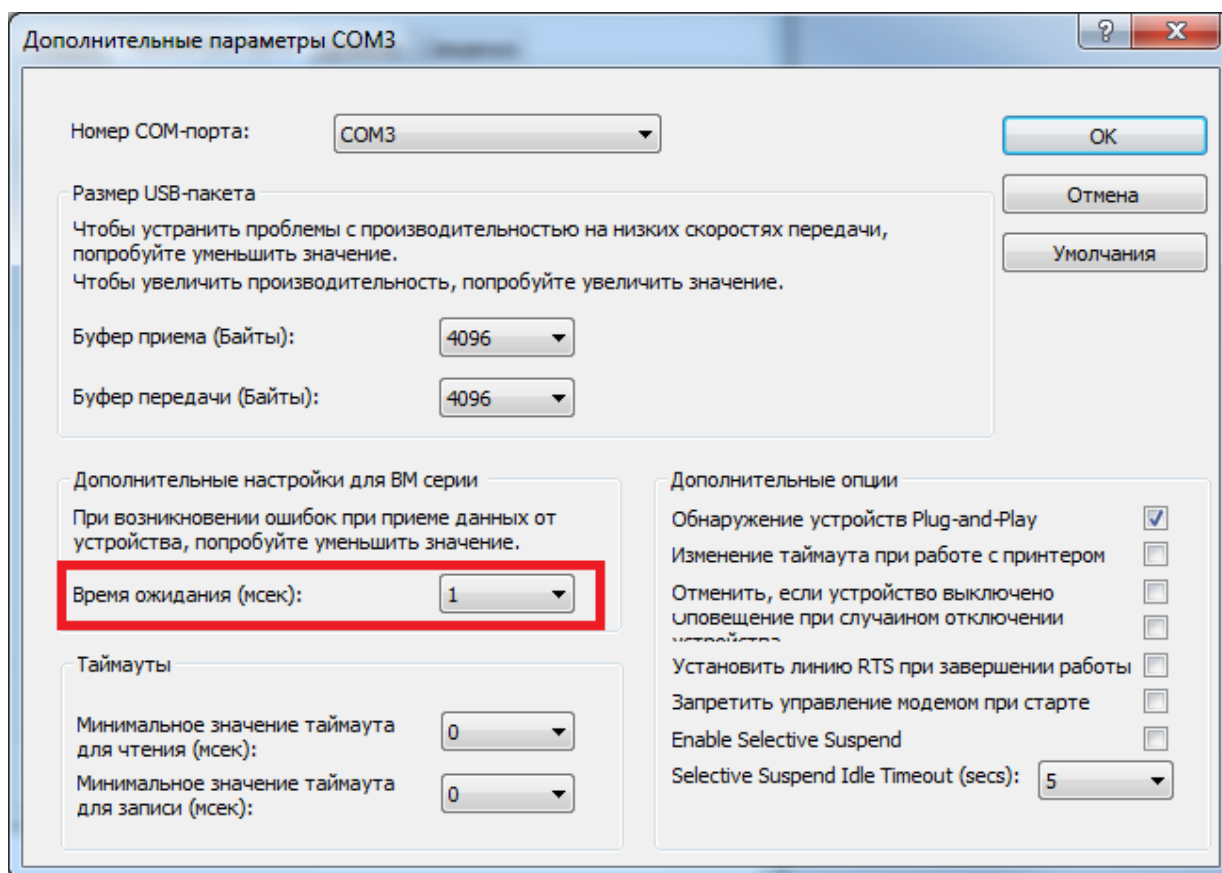 Дополнительные параметры COM3
Номер COM-порта:
COM3
OK
Отмена
Умолчания
Размер USB-пакета
Чтобы устранить проблемы с производительностью на низких скоростях передачи,
попробуйте уменьшить значение.
Чтобы увеличить производительность, попробуйте увеличить значение.
Буфер приема (Байты):
4096
Буфер передачи (Байты):
4096
Дополнительные настройки для BM серии
При возникновении ошибок при приеме данных от
устройства, попробуйте уменьшить значение.
Время ожидания (мсек):
1
Таймауты
Минимальное значение таймаута
для чтения (мсек):
0
Минимальное значение таймаута
для записи (мсек):
0
Дополнительные опции
Обнаружение устройств Plug-and-Play
Изменение таймаута при работе с принтером
Отменить, если устройство выключено
Оповещение при случайном отключении
устройства
Установить линию RTS при завершении работы
Запретить управление модемом при старте
Enable Selective Suspend
Selective Suspend Idle Timeout (secs):
5